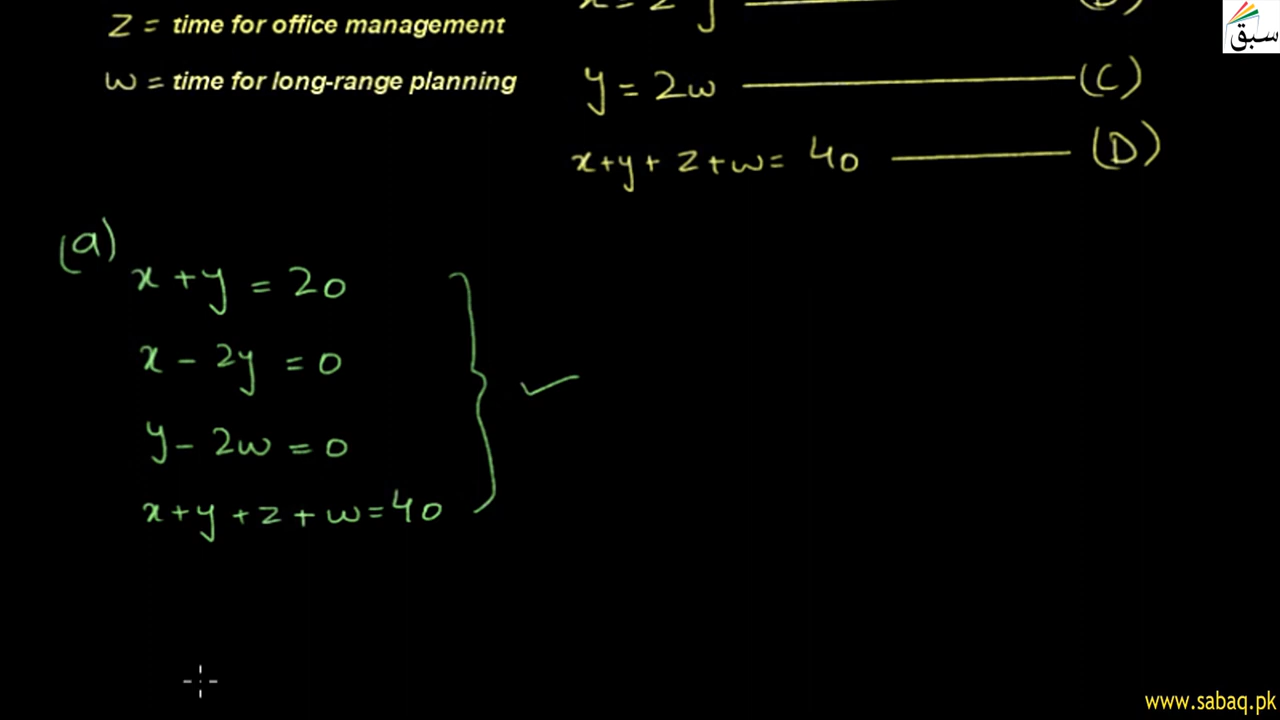 سبق
z = time for office management
w = time for long-range planning
y = 2w (C)
x+y+z+w= 40 (D)
(a)
x + y = 20
x - 2y = 0
y - 2w = 0
x+y+z+w=40
www.sabaq.pk